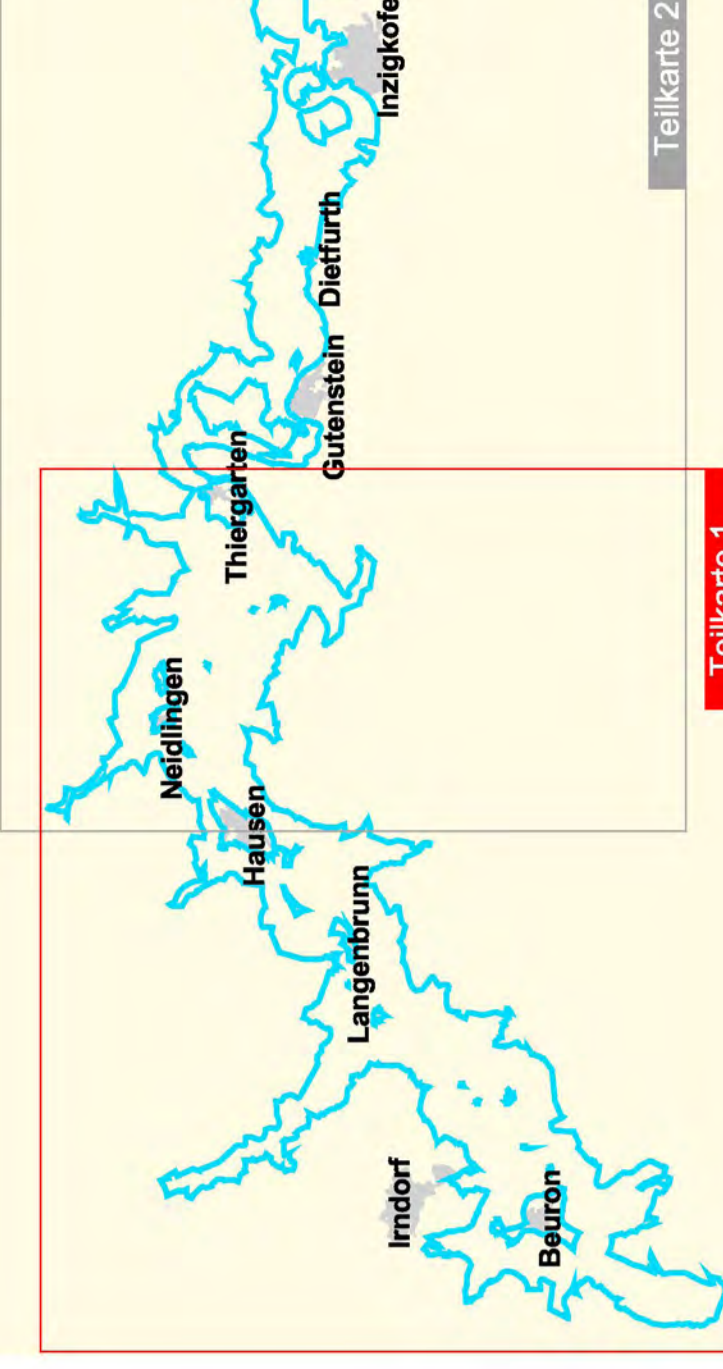 Inzigkofe
Teilkarte 2
Dietfurth
Gutenstein
Thiergarten
Teilkarte 1
Neidlingen
Hausen
Langenbrunn
Irndorf
Beuron